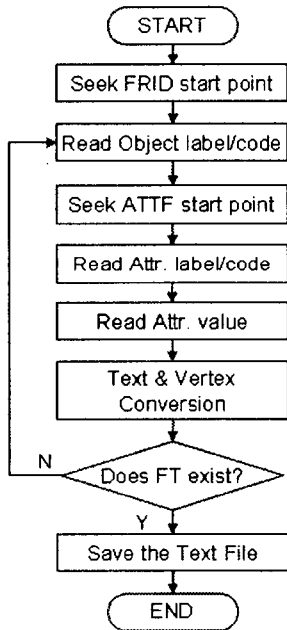 START
Seek FRID start point
Read Object label/code
Seek ATTF start point
Read Attr. label/code
Read Attr. value
Text & Vertex
Conversion
N
Does FT exist?
Y
Save the Text File
END